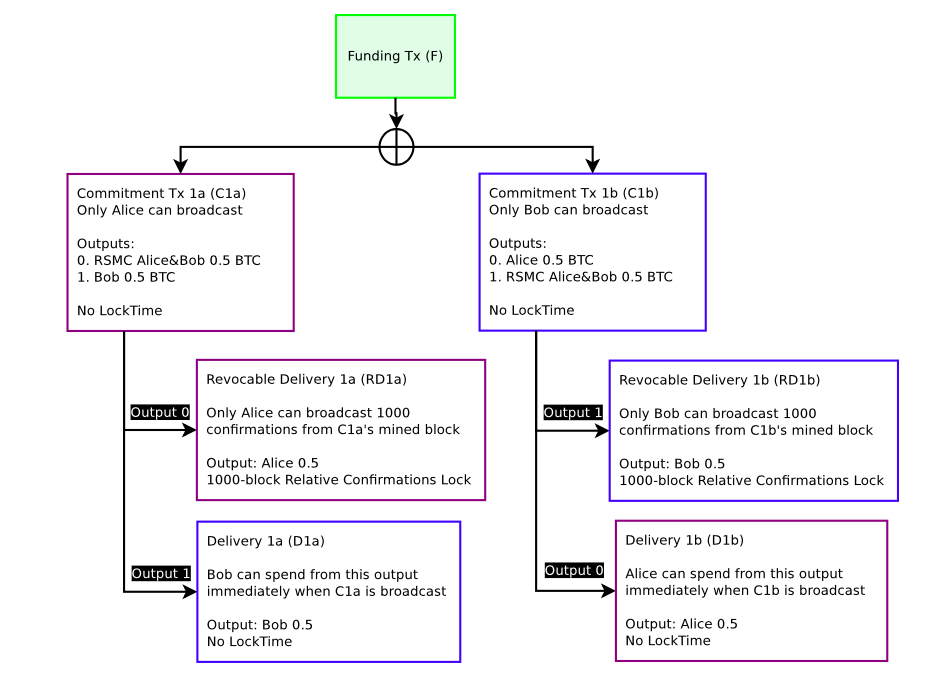 Funding Tx (F)
Commitment Tx 1a (C1a)
Only Alice can broadcast
Outputs:
0. RSMC Alice&Bob 0.5 BTC
1. Bob 0.5 BTC
No LockTime
Commitment Tx 1b (C1b)
Only Bob can broadcast
Outputs:
0. Alice 0.5 BTC
1. RSMC Alice&Bob 0.5 BTC
No LockTime
Output 0
Revocable Delivery 1a (RD1a)
Only Alice can broadcast 1000
confirmations from C1a's mined block
Output: Alice 0.5
1000-block Relative Confirmations Lock
Output 1
Revocable Delivery 1b (RD1b)
Only Bob can broadcast 1000
confirmations from C1b's mined block
Output: Bob 0.5
1000-block Relative Confirmations Lock
Output 1
Delivery 1a (D1a)
Bob can spend from this output
immediately when C1a is broadcast
Output: Bob 0.5
No LockTime
Output 0
Delivery 1b (D1b)
Alice can spend from this output
immediately when C1b is broadcast
Output: Alice 0.5
No LockTime